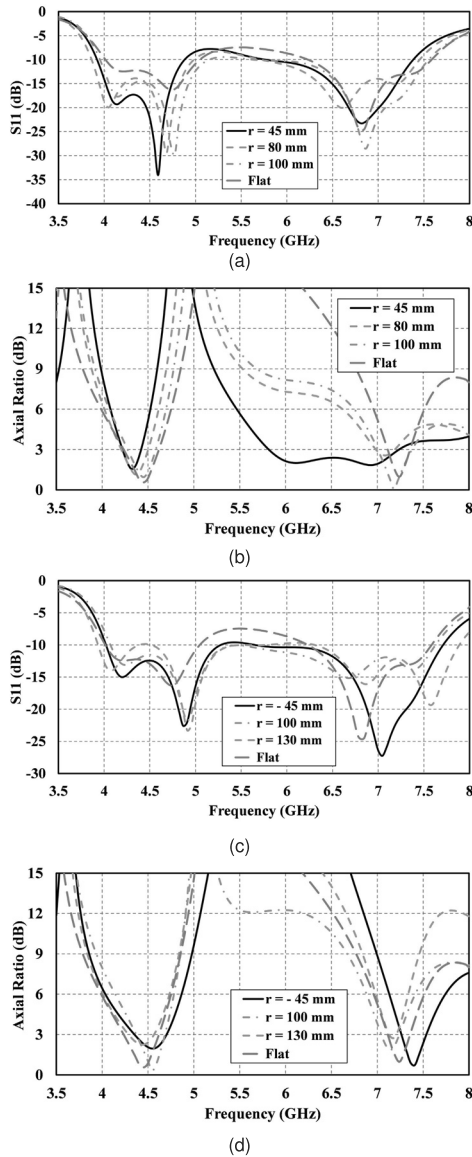 0
-5
-10
-15
-20
-25
-30
-35
-40
S11 (dB)
r = 45 mm
r = 80 mm
r = 100 mm
Flat
3.5 4 4.5 5 5.5 6 6.5 7 7.5 8
Frequency (GHz)
(a)
15
12
9
6
3
0
Axial Ratio (dB)
r = 45 mm
r = 80 mm
r = 100 mm
Flat
3.5 4 4.5 5 5.5 6 6.5 7 7.5 8
Frequency (GHz)
(b)
0
-5
-10
-15
-20
-25
-30
S11 (dB)
r = - 45 mm
r = 100 mm
r = 130 mm
Flat
3.5 4 4.5 5 5.5 6 6.5 7 7.5 8
Frequency (GHz)
(c)
15
12
9
6
3
0
Axial Ratio (dB)
r = - 45 mm
r = 100 mm
r = 130 mm
Flat
3.5 4 4.5 5 5.5 6 6.5 7 7.5 8
Frequency (GHz)
(d)